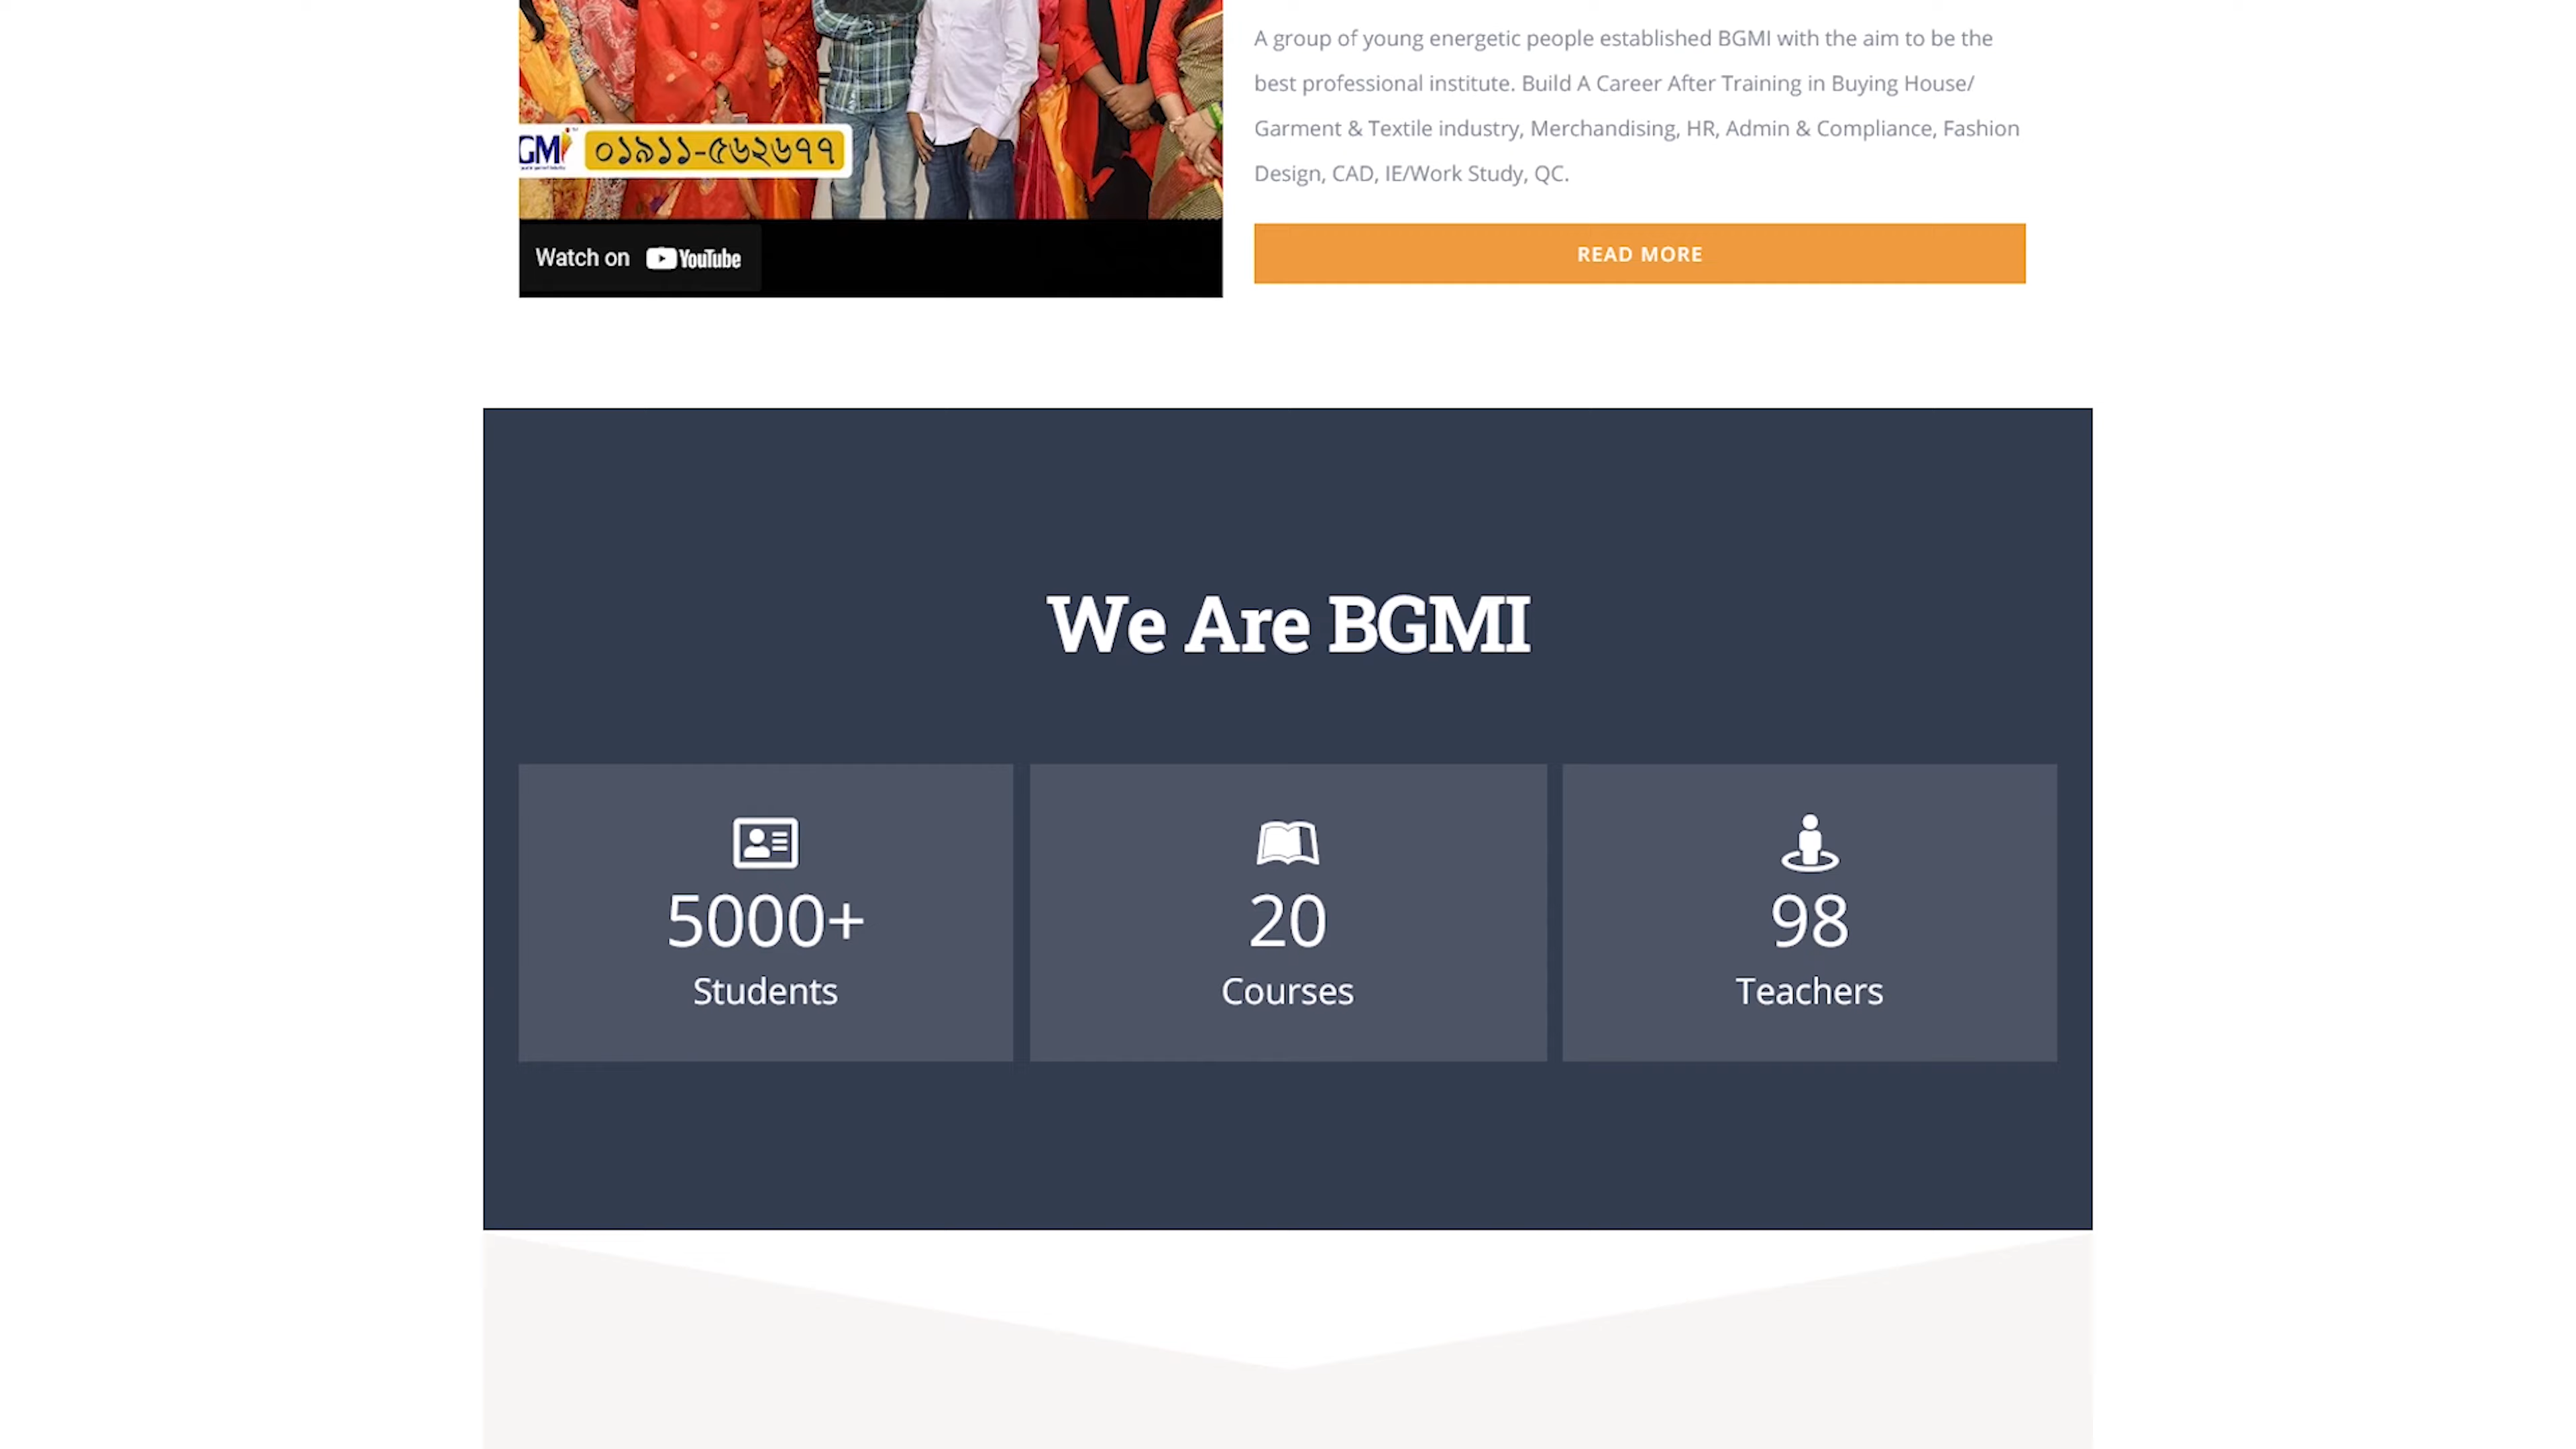 A group of young energetic people established BGMI with the aim to be the
best professional institute. Build A Career After Training in Buying House/
Garment & Textile industry, Merchandising, HR, Admin & Compliance, Fashion
Design, CAD, IE/Work Study, QC.
GM
০১৯১১-৫৬২৬৭৭
Watch on YouTube
READ MORE
We Are BGMI
5000+
Students
20
Courses
98
Teachers